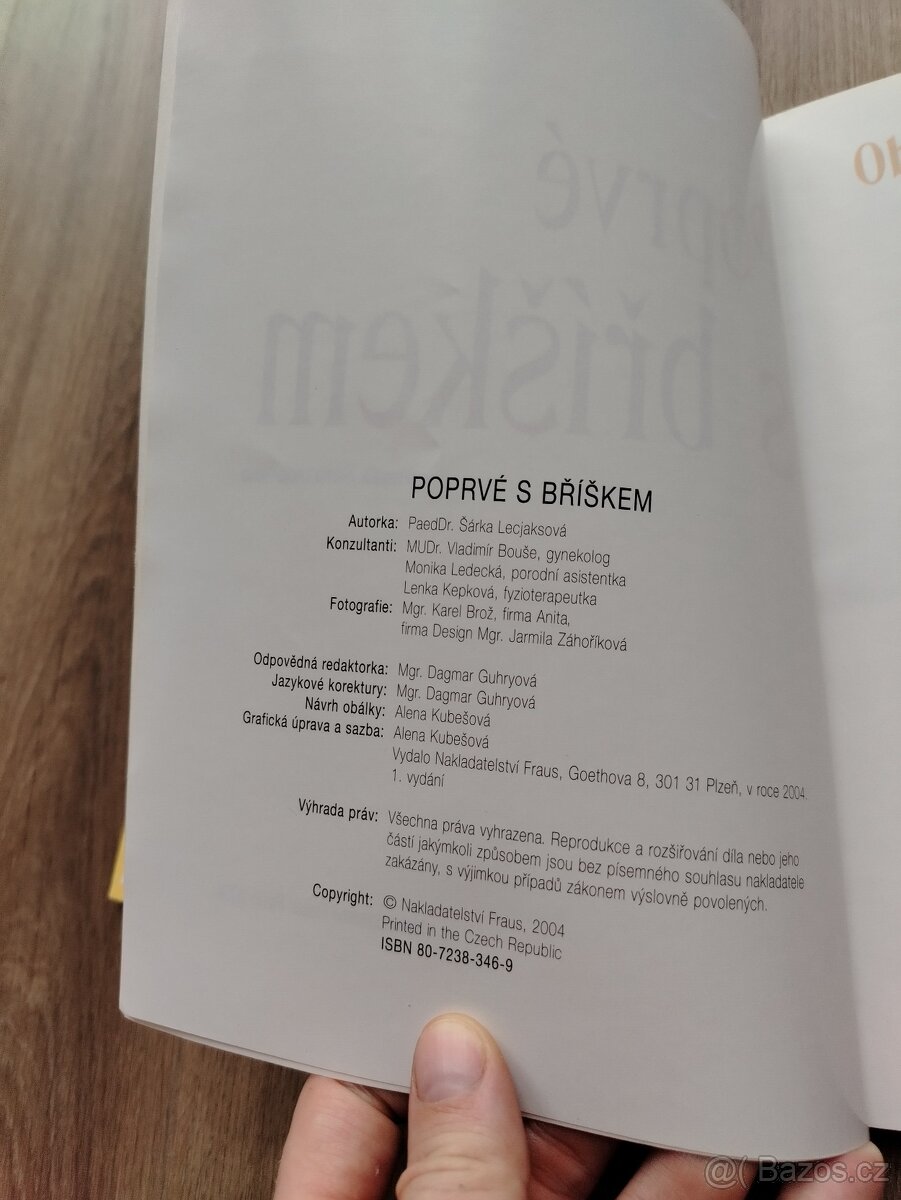 POPRVÉ S BŘÍŠKEM
Autorka: PaedDr. Šárka Lecjaksová
Konzultanti: MUDr. Vladimír Bouše, gynekolog
Monika Ledecká, porodní asistentka
Lenka Kepková, fyzioterapeutka
Fotografie: Mgr. Karel Brož, firma Anita,
firma Design Mgr. Jarmila Záhoříková
Odpovědná redaktorka: Mgr. Dagmar Guhryová
Jazykové korektury: Mgr. Dagmar Guhryová
Návrh obálky: Alena Kubešová
Grafická úprava a sazba: Alena Kubešová
Vydalo Nakladatelství Fraus, Goethova 8, 301 31 Plzeň, v roce 2004.
1. vydání
Výhrada práv: Všechna práva vyhrazena. Reprodukce a rozšiřování díla nebo jeho
částí jakýmkoli způsobem jsou bez písemného souhlasu nakladatele
zakázány, s výjimkou případů zákonem výslovně povolených.
Copyright: © Nakladatelství Fraus, 2004
Printed in the Czech Republic
ISBN 80-7238-346-9
@( Bazos.cz